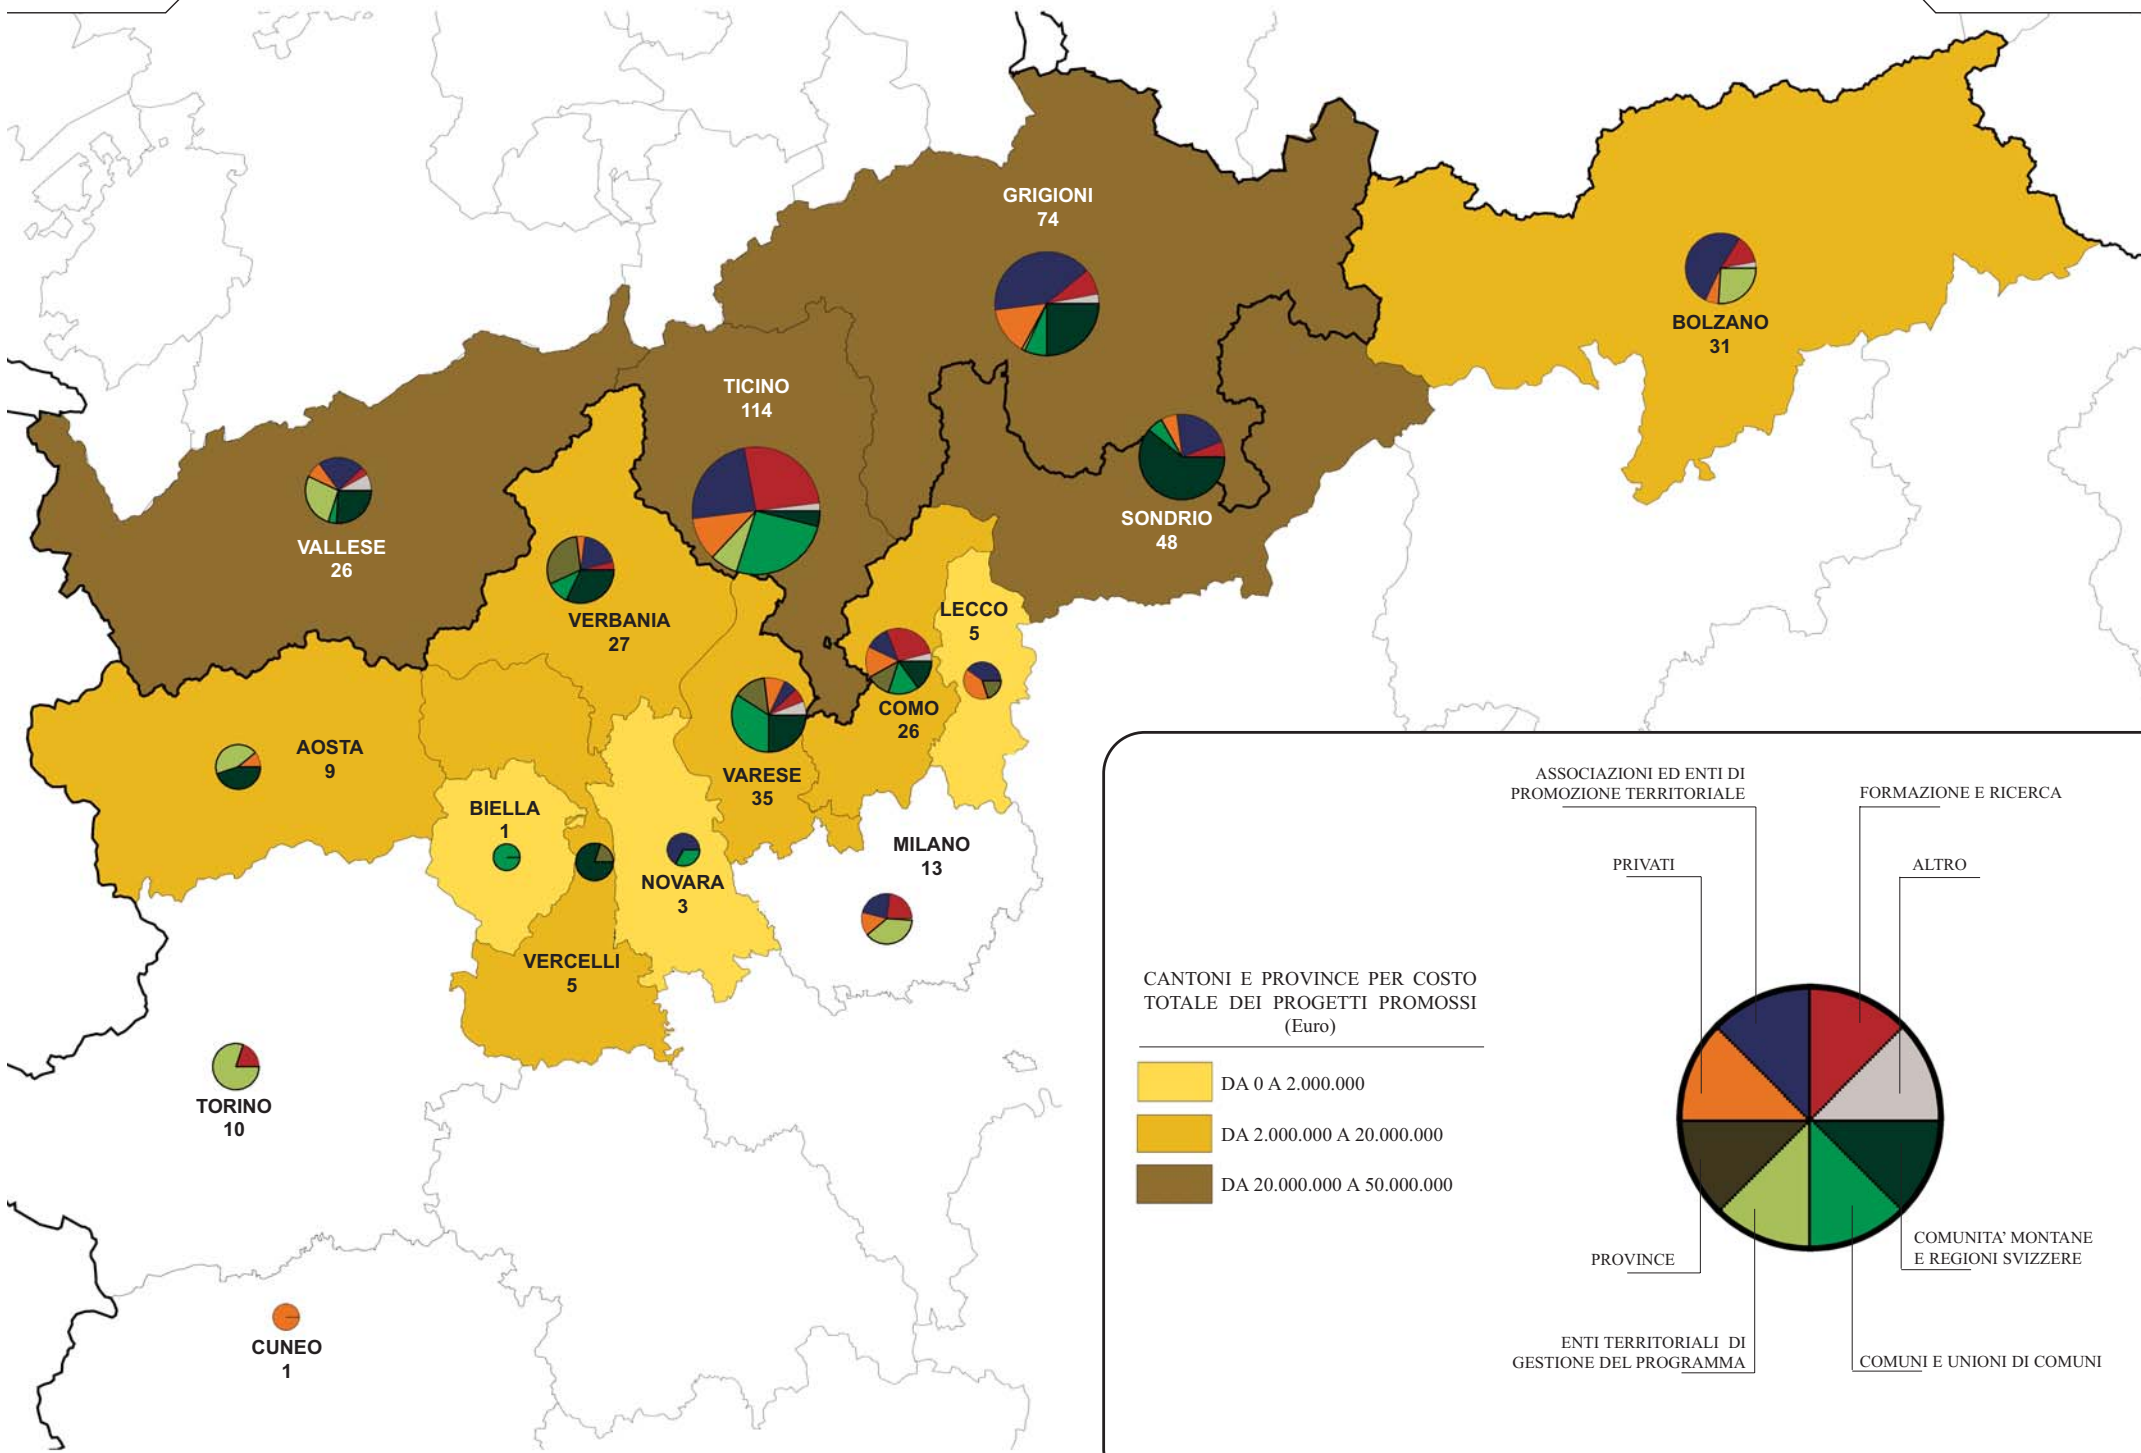 GRIGIONI
74
BOLZANO
31
TICINO
114
SONDRIO
48
VALLESE
26
VERBANIA
27
LECCO
5
COMO
26
AOSTA
9
VARESE
35
BIELLA
1
MILANO
13
NOVARA
3
VERCELLI
5
TORINO
10
CUNEO
1
CANTONI E PROVINCE PER COSTO
TOTALE DEI PROGETTI PROMOSSI
(Euro)
DA 0 A 2.000.000
DA 2.000.000 A 20.000.000
DA 20.000.000 A 50.000.000
ASSOCIAZIONI ED ENTI DI
PROMOZIONE TERRITORIALE
FORMAZIONE E RICERCA
PRIVATI
ALTRO
PROVINCE
COMUNITA' MONTANE
E REGIONI SVIZZERE
ENTI TERRITORIALI DI
GESTIONE DEL PROGRAMMA
COMUNI E UNIONI DI COMUNI